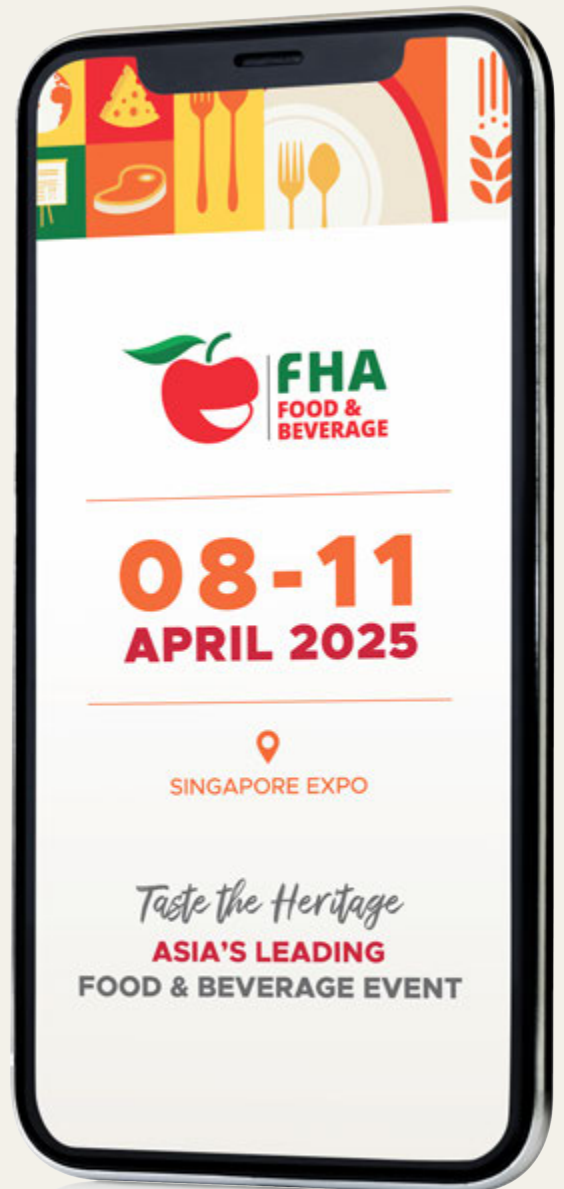 FHA
FOOD &
BEVERAGE
08-11
APRIL 2025
SINGAPORE EXPO
Taste the Heritage
ASIA'S LEADING
FOOD & BEVERAGE EVENT